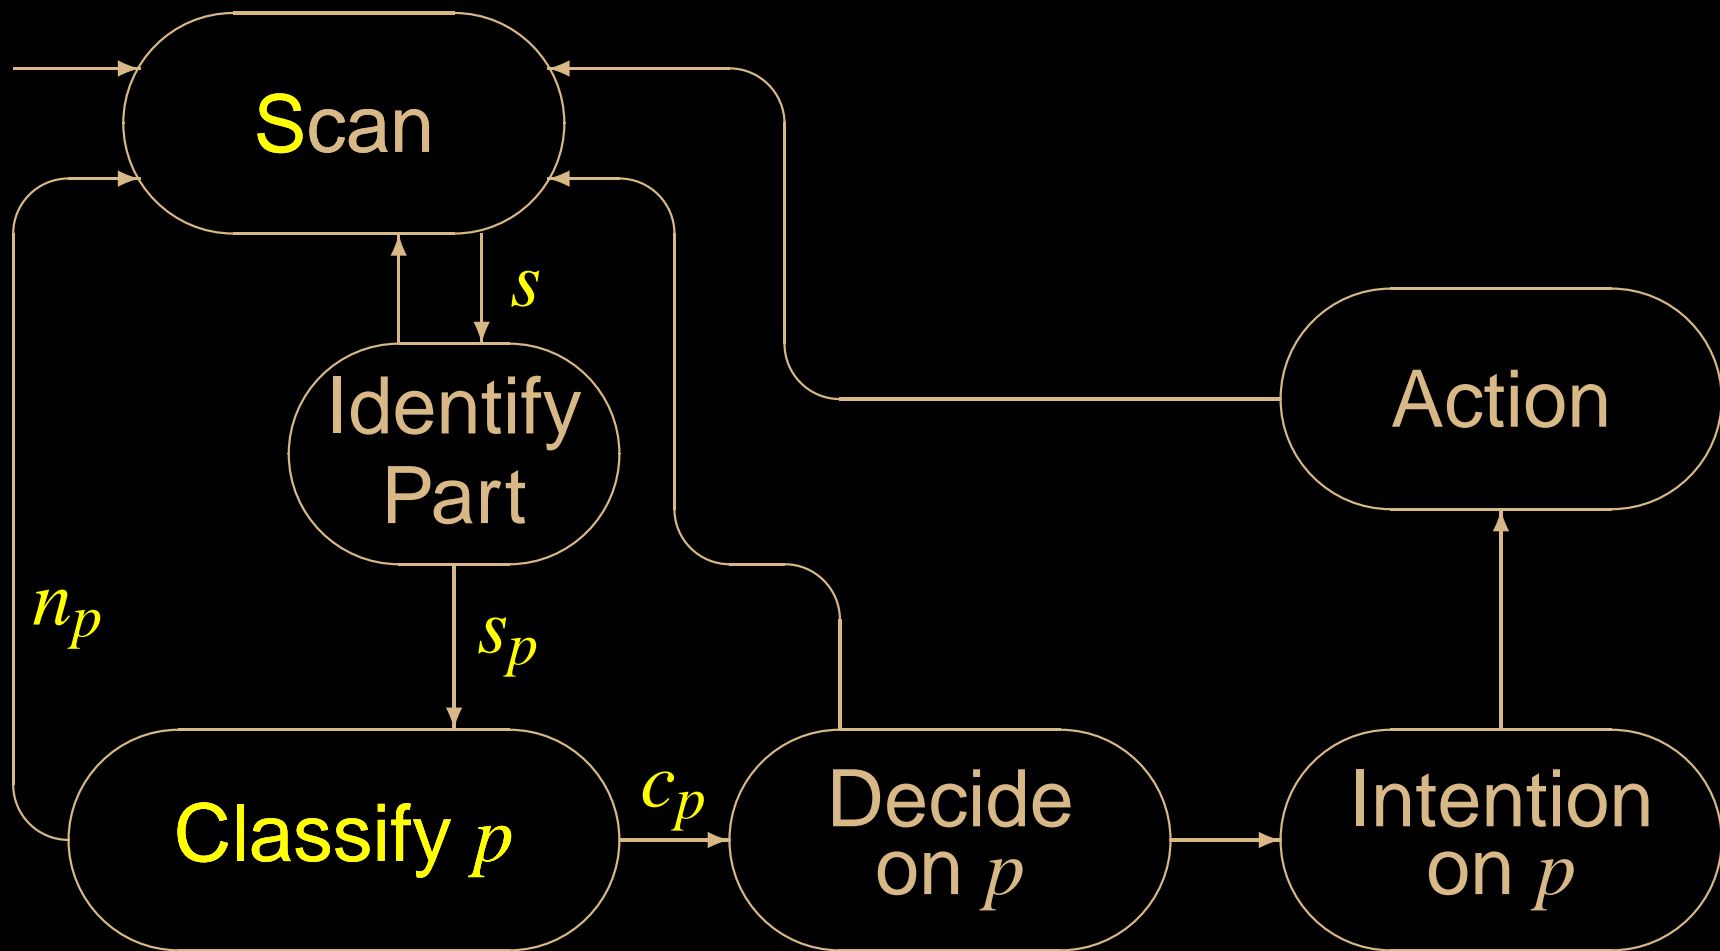 Scan
s
Identify
Part
Action
n_p
s_p
Classify p
c_p
Decide
on p
Intention
on p